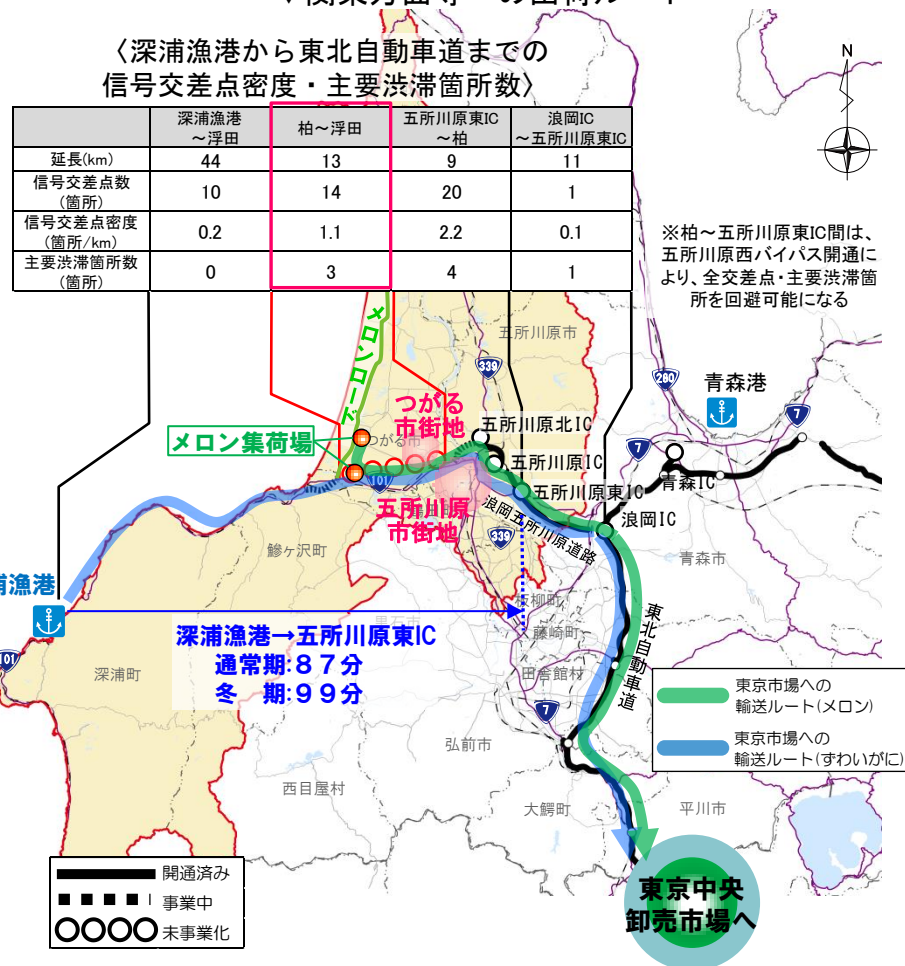 〈深浦漁港から東北自動車道までの
信号交差点密度・主要渋滞箇所数〉
深浦漁港
～浮田
柏～浮田
五所川原東IC
～柏
浪岡IC
～五所川原東IC
延長(km)
44
13
9
11
信号交差点数
(箇所)
10
14
20
1
信号交差点密度
(箇所/km)
0.2
1.1
2.2
0.1
主要渋滞箇所数
(箇所)
0
3
4
1
N
※柏～五所川原東IC間は、
五所川原西バイパス開通に
より、全交差点・主要渋滞箇
所を回避可能になる
メロンロード
五所川原市
339
280
青森港
7
つがる
市街地
五所川原北IC
メロン集荷場
つがる市
7
五所川原IC
青森IC
101
五所川原東IC
五所川原
市街地
浪岡IC
浪岡五所川原道路
339
鰺ヶ沢町
青森市
浦漁港
板柳町
黒石市
藤崎町
深浦漁港→五所川原東IC
通常期:８７分
冬　期:９９分
田舎館村
東北自動車道
101
深浦町
7
東京市場への
輸送ルート(メロン)
東京市場への
輸送ルート(ずわいがに)
弘前市
西目屋村
大鰐町
平川市
開通済み
事業中
未事業化
東京中央
卸売市場へ